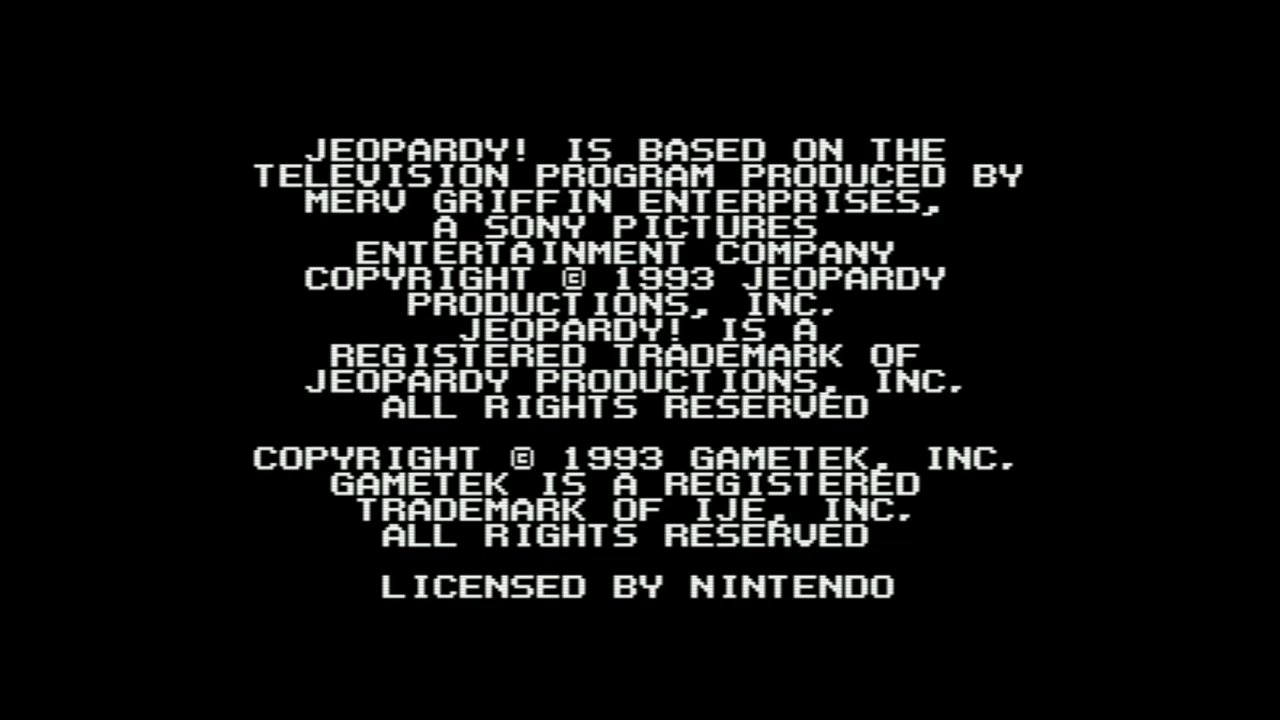 JEOPARDY! IS BASED ON THE
TELEVISION PROGRAM PRODUCED BY
MERV GRIFFIN ENTERPRISES,
A SONY PICTURES
ENTERTAINMENT COMPANY
COPYRIGHT © 1993 JEOPARDY
PRODUCTIONS, INC.
JEOPARDY! IS A
REGISTERED TRADEMARK OF
JEOPARDY PRODUCTIONS, INC.
ALL RIGHTS RESERVED
COPYRIGHT © 1993 GAMETEK, INC.
GAMETEK IS A REGISTERED
TRADEMARK OF IJE, INC.
ALL RIGHTS RESERVED
LICENSED BY NINTENDO